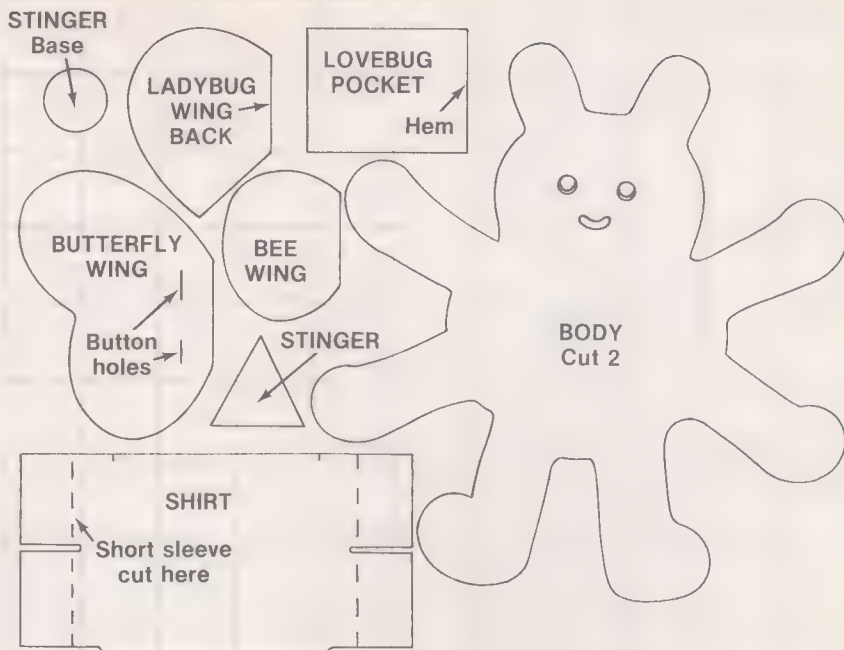 STINGER
Base
LADYBUG
WING
BACK
LOVEBUG
POCKET
Hem
BUTTERFLY
WING
Button
holes
BEE
WING
STINGER
BODY
Cut 2
SHIRT
Short sleeve
cut here